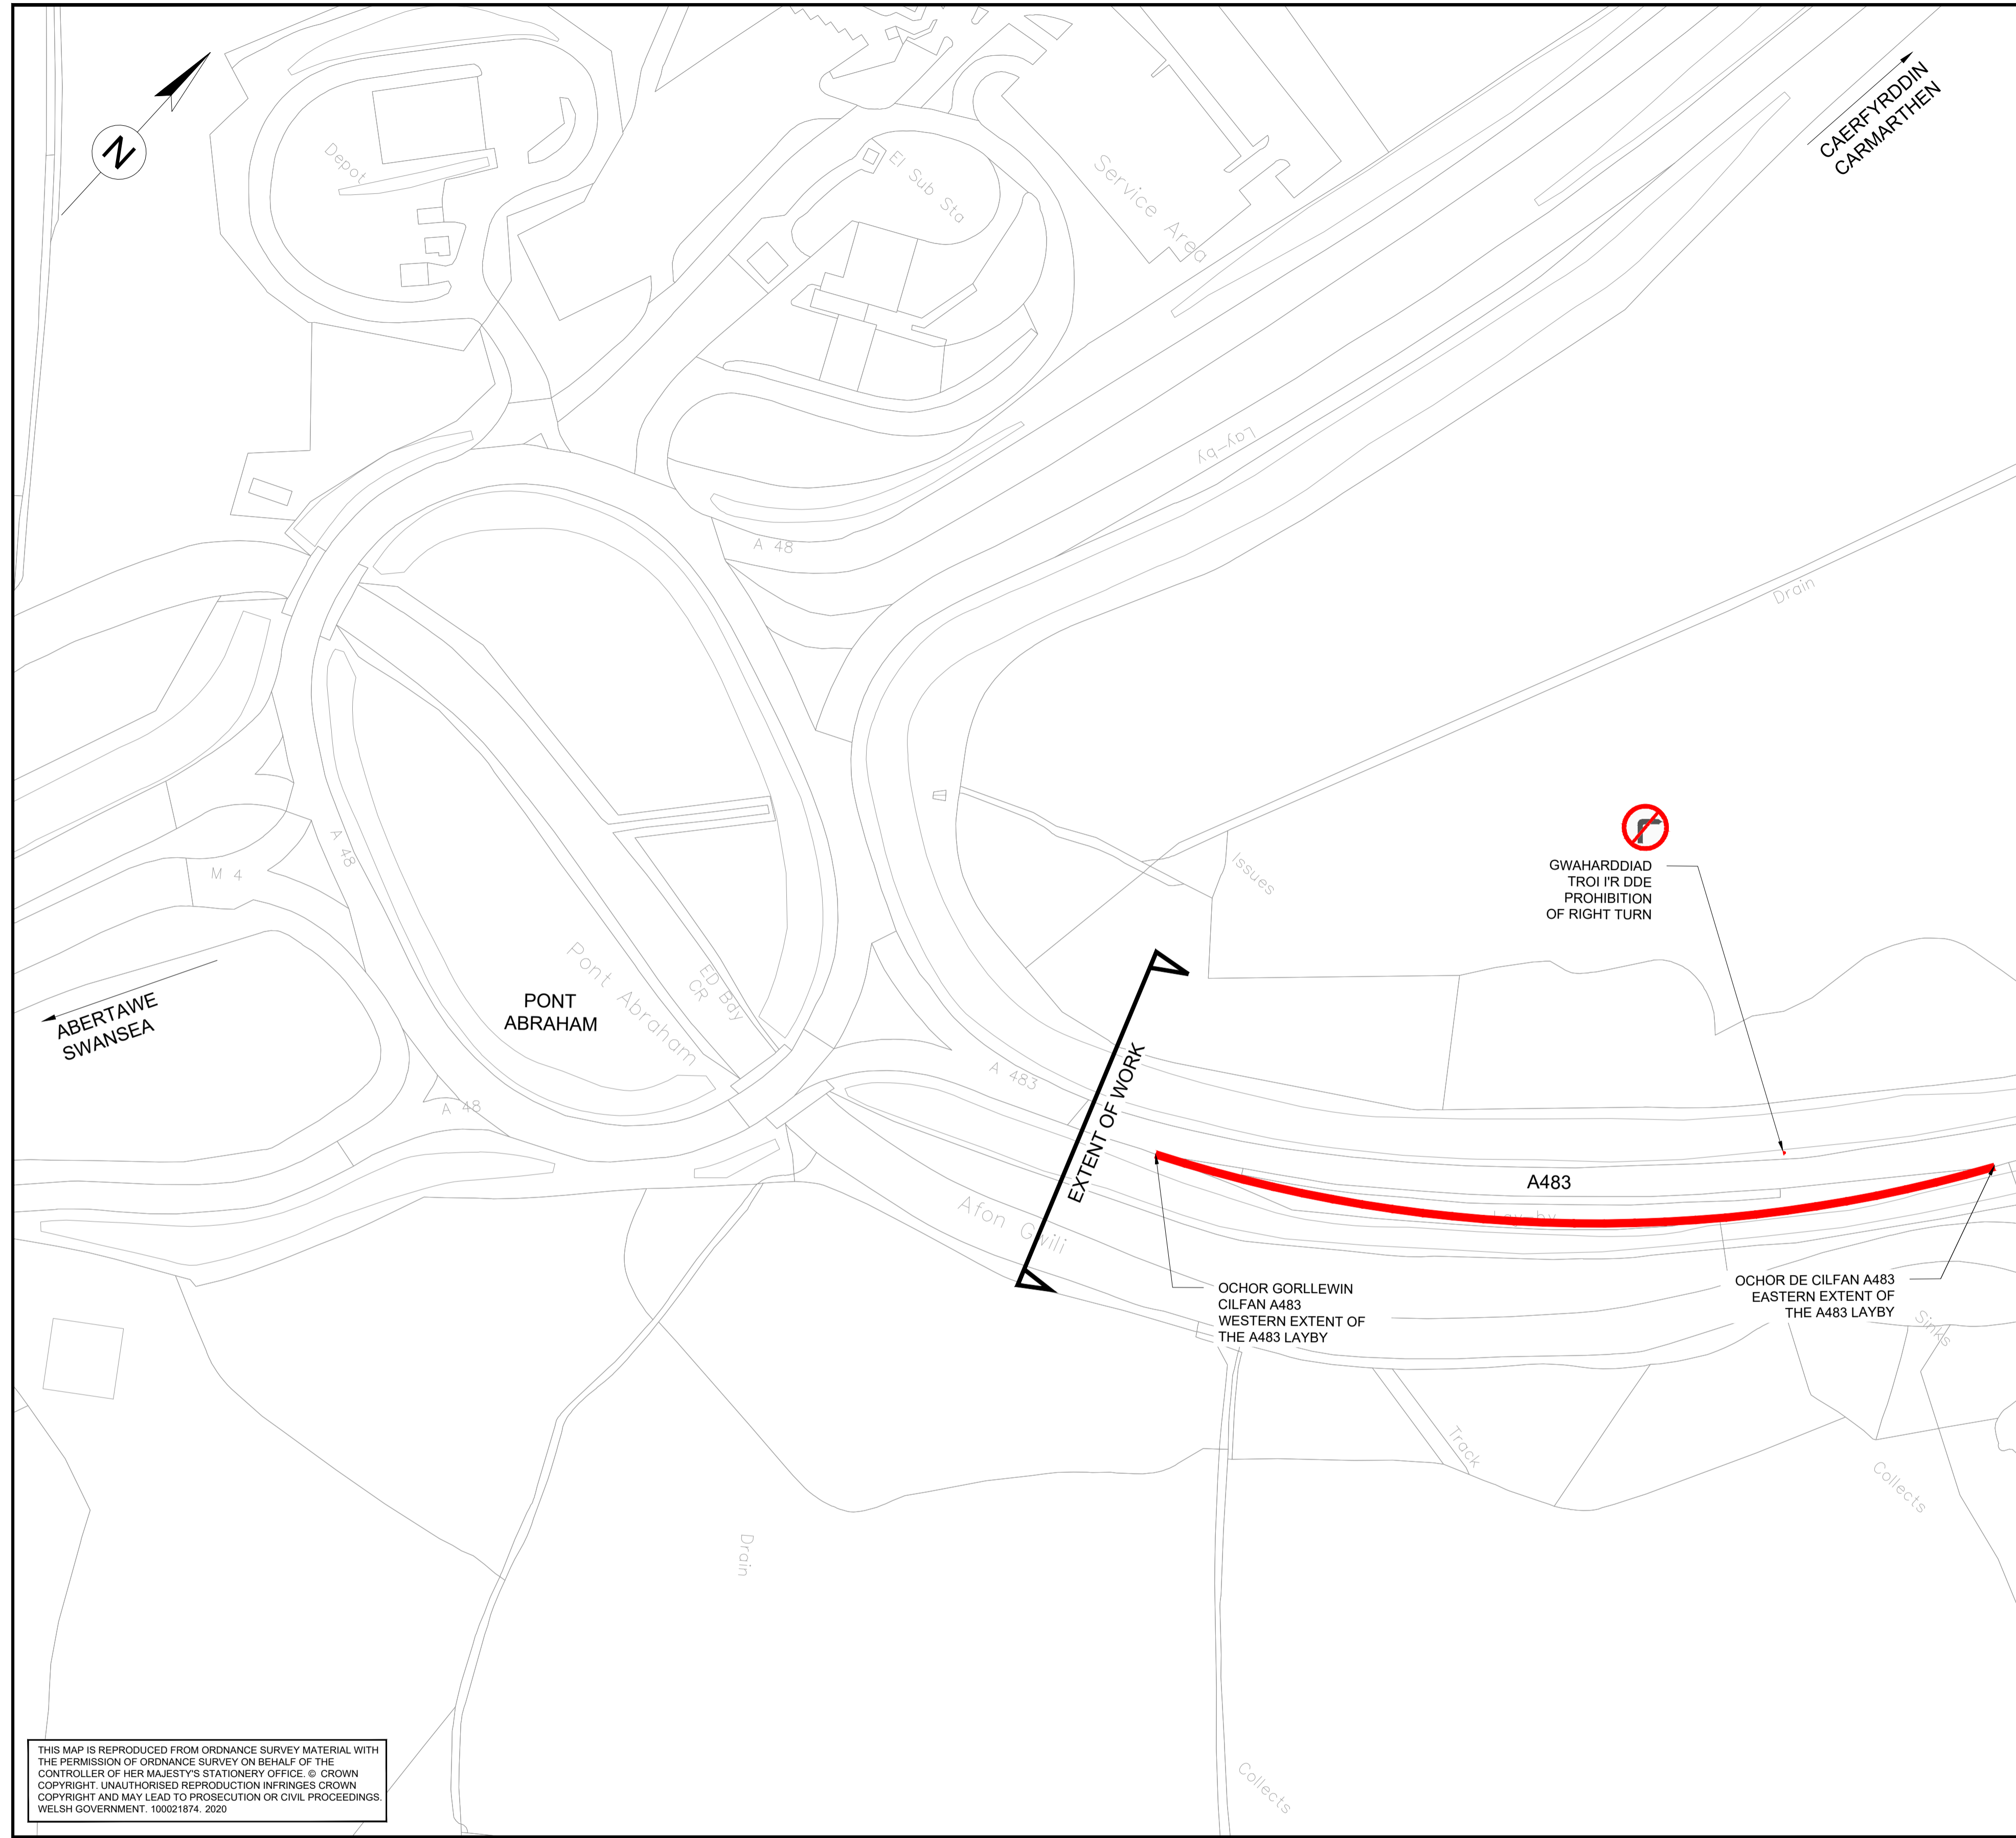 N
CAERFYRDDIN
CARMARTHEN
Depot
El Sub Sta
Service Area
Lay-by
A 48
Drain
A 48
M 4
Issues
GWAHARDDIAD
TROI I'R DDE
PROHIBITION
OF RIGHT TURN
ABERTAWE
SWANSEA
PONT
ABRAHAM
Pont Abraham
ED Bdy
CR
A 48
A 483
EXTENT OF WORK
A483
Lay-by
Afon Gwili
OCHOR GORLLEWIN
CILFAN A483
WESTERN EXTENT OF
THE A483 LAYBY
OCHOR DE CILFAN A483
EASTERN EXTENT OF
THE A483 LAYBY
Sinks
Track
Collects
Drain
Collects
THIS MAP IS REPRODUCED FROM ORDNANCE SURVEY MATERIAL WITH
THE PERMISSION OF ORDNANCE SURVEY ON BEHALF OF THE
CONTROLLER OF HER MAJESTY'S STATIONERY OFFICE. © CROWN
COPYRIGHT. UNAUTHORISED REPRODUCTION INFRINGES CROWN
COPYRIGHT AND MAY LEAD TO PROSECUTION OR CIVIL PROCEEDINGS.
WELSH GOVERNMENT. 100021874. 2020